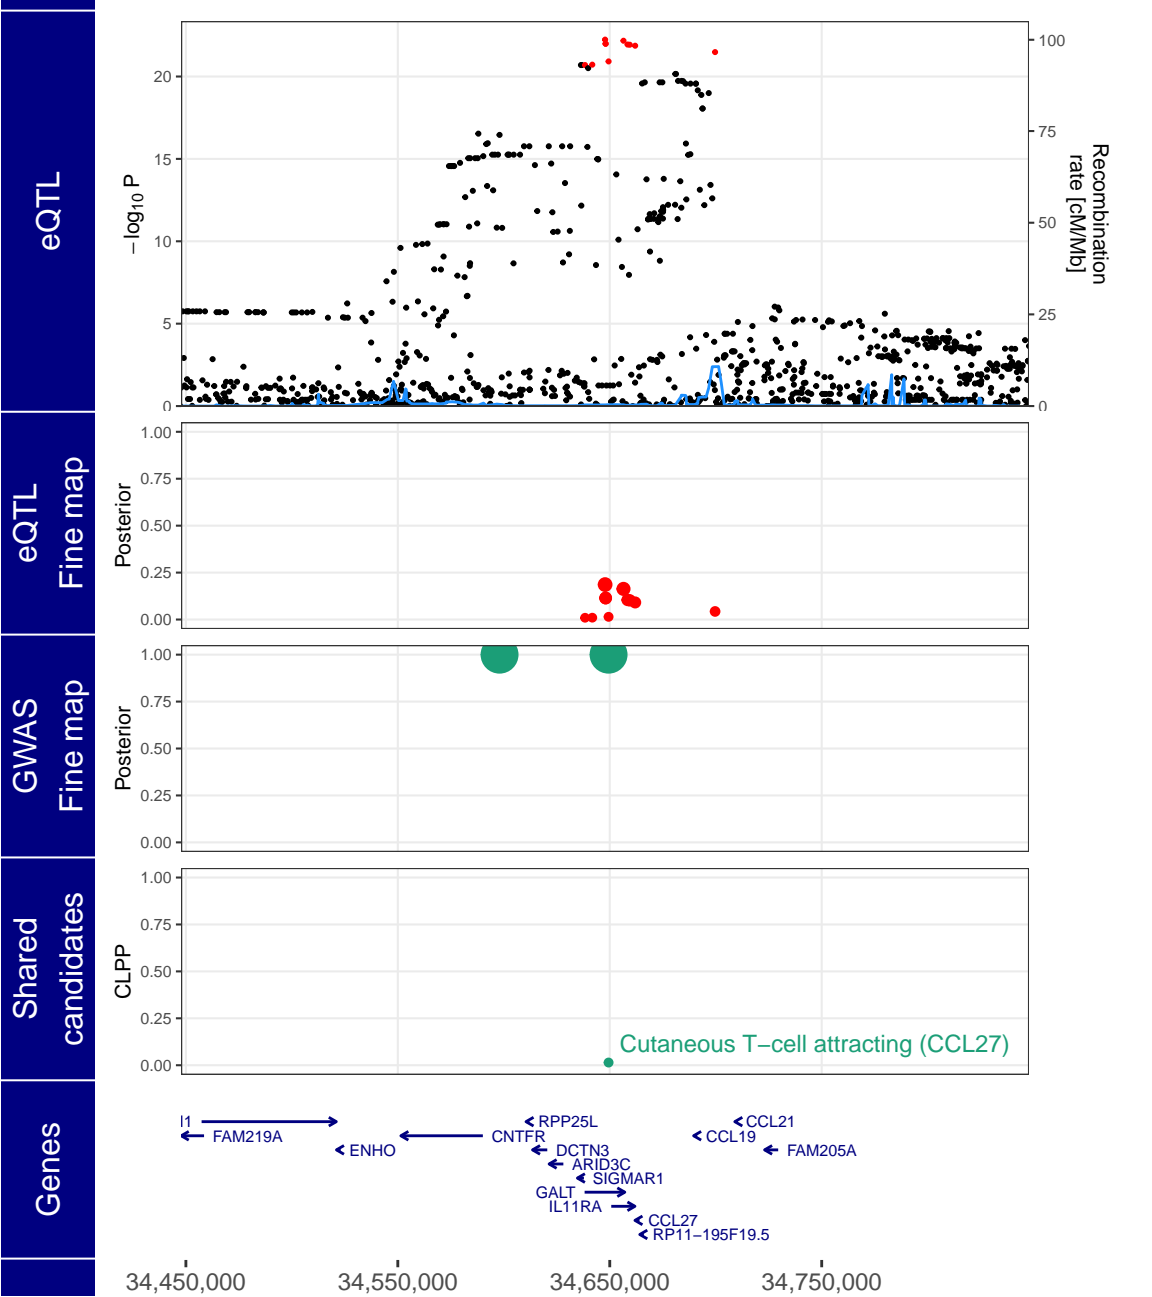 eQTL
−log10 P
20
15
10
5
0
100
75
50
25
0
Recombination
rate [cM/Mb]
eQTL
Fine map
Posterior
1.00
0.75
0.50
0.25
0.00
GWAS
Fine map
Posterior
1.00
0.75
0.50
0.25
0.00
Shared
candidates
CLPP
1.00
0.75
0.50
0.25
0.00
Cutaneous T−cell attracting (CCL27)
Genes
I1
RPP25L
CCL21
FAM219A
CNTFR
CCL19
ENHO
DCTN3
FAM205A
ARID3C
SIGMAR1
GALT
IL11RA
CCL27
RP11−195F19.5
34,450,000
34,550,000
34,650,000
34,750,000